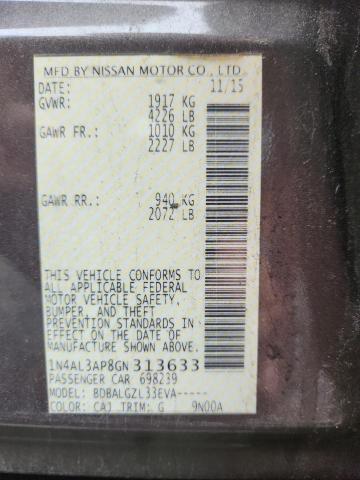 MFD BY NISSAN MOTOR CO., LTD
DATE: 11/15
GVWR: 1917 KG
4226 LB
GAWR FR.: 1010 KG
2227 LB
GAWR RR.: 940 KG
2072 LB
THIS VEHICLE CONFORMS TO
ALL APPLICABLE FEDERAL
MOTOR VEHICLE SAFETY,
BUMPER, AND THEFT
PREVENTION STANDARDS IN
EFFECT ON THE DATE OF
MANUFACTURE SHOWN ABOVE.
1N4AL3AP8GN313633
PASSENGER CAR 698239
MODEL: BDBALGZL33EVA-----
COLOR: CAJ TRIM: G 9N00A